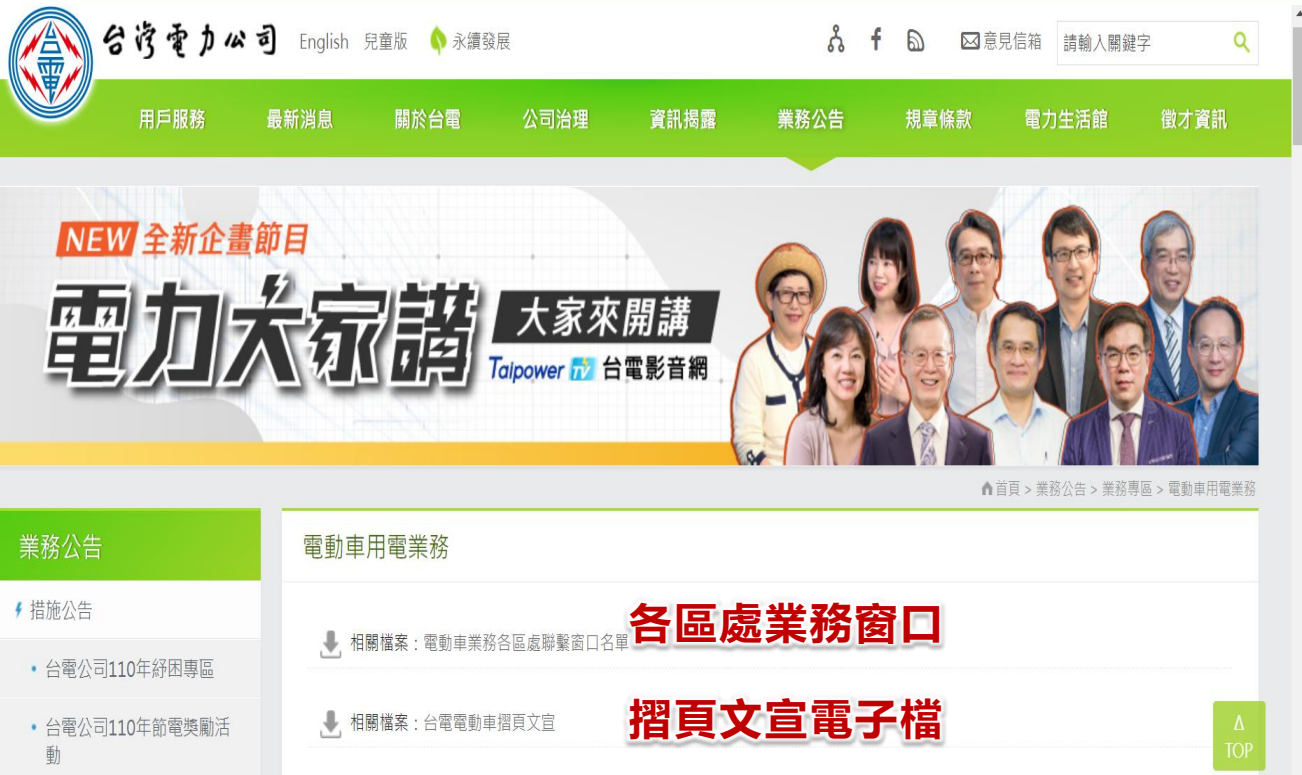 台灣電力公司 English 兒童版 永續發展 意見信箱 請輸入關鍵字
用戶服務 最新消息 關於台電 公司治理 資訊揭露 業務公告 規章條款 電力生活館 徵才資訊
NEW 全新企畫節目
電力大家講 大家來開講
Taipower TV 台電影音網
首頁 > 業務公告 > 業務專區 > 電動車用電業務
業務公告
電動車用電業務
措施公告
相關檔案：電動車業務各區處聯繫窗口名單 各區處業務窗口
• 台電公司110年紓困專區
相關檔案：台電電動車摺頁文宣 摺頁文宣電子檔
• 台電公司110年節電獎勵活
動
TOP